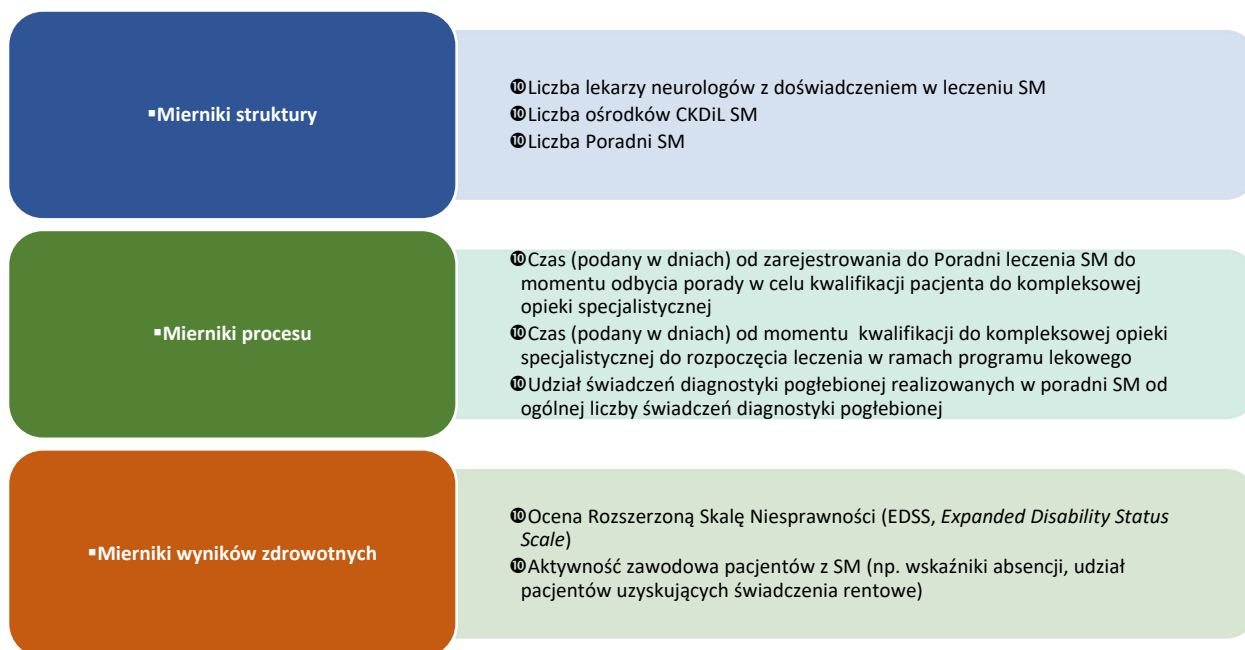 ▪Mierniki struktury
❿Liczba lekarzy neurologów z doświadczeniem w leczeniu SM
❿Liczba ośrodków CKDiL SM
❿Liczba Poradni SM
▪Mierniki procesu
❿Czas (podany w dniach) od zarejestrowania do Poradni leczenia SM do
momentu odbycia porady w celu kwalifikacji pacjenta do kompleksowej
opieki specjalistycznej
❿Czas (podany w dniach) od momentu kwalifikacji do kompleksowej opieki
specjalistycznej do rozpoczęcia leczenia w ramach programu lekowego
❿Udział świadczeń diagnostyki pogłebionej realizowanych w poradni SM od
ogólnej liczby świadczeń diagnostyki pogłebionej
▪Mierniki wyników zdrowotnych
❿Ocena Rozszerzoną Skalę Niesprawności (EDSS, Expanded Disability Status
Scale)
❿Aktywność zawodowa pacjentów z SM (np. wskaźniki absencji, udział
pacjentów uzyskujących świadczenia rentowe)